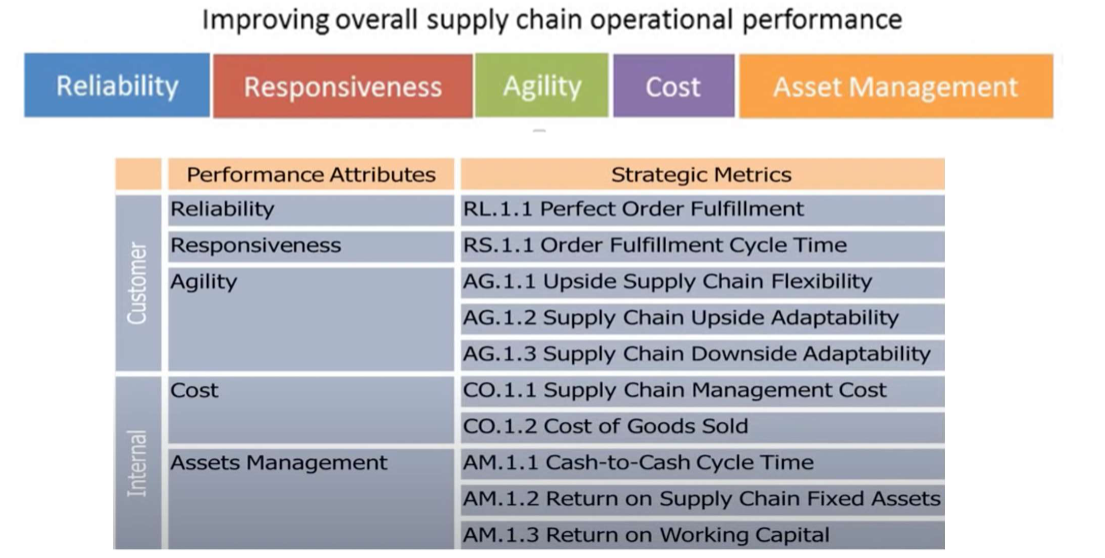 Improving overall supply chain operational performance
Reliability Responsiveness Agility Cost Asset Management
Performance Attributes Strategic Metrics
Customer
Reliability RL.1.1 Perfect Order Fulfillment
Responsiveness RS.1.1 Order Fulfillment Cycle Time
Agility AG.1.1 Upside Supply Chain Flexibility
AG.1.2 Supply Chain Upside Adaptability
AG.1.3 Supply Chain Downside Adaptability
Internal
Cost CO.1.1 Supply Chain Management Cost
CO.1.2 Cost of Goods Sold
Assets Management AM.1.1 Cash-to-Cash Cycle Time
AM.1.2 Return on Supply Chain Fixed Assets
AM.1.3 Return on Working Capital